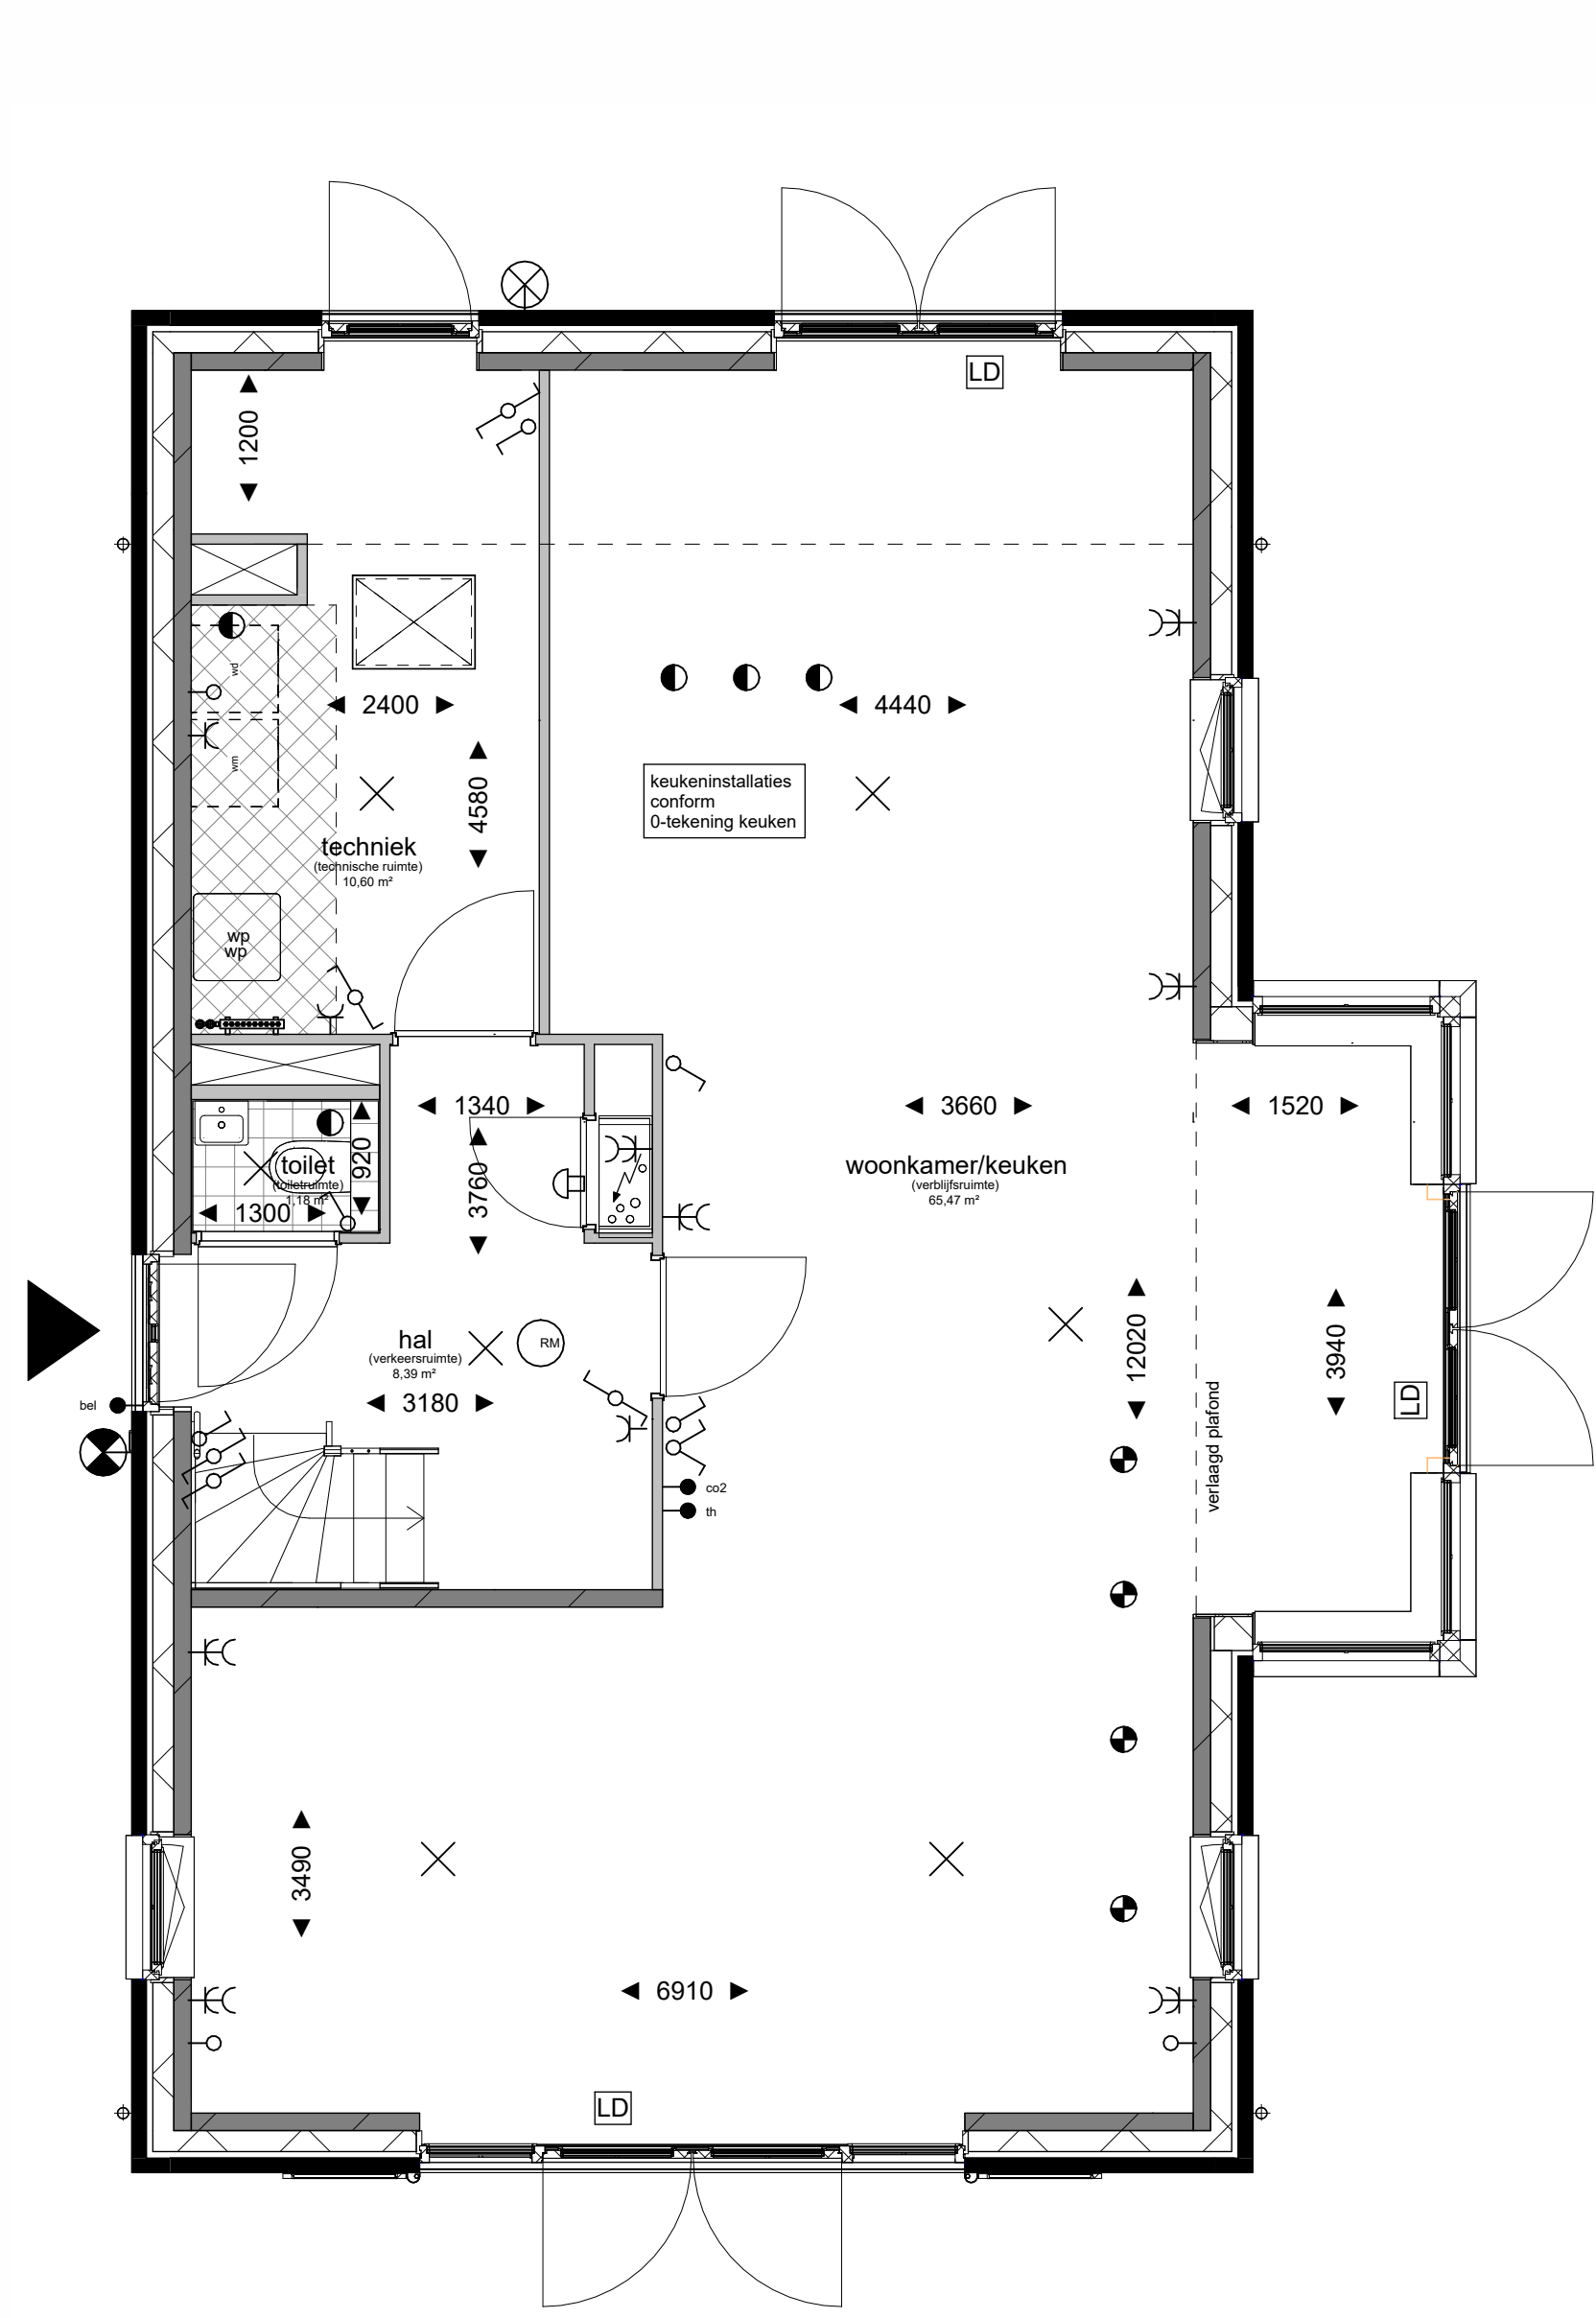 LD
1200
wd
2400
4440
wm
4580
keukeninstallaties
conform
0-tekening keuken
techniek
(technische ruimte)
10,60 m²
wp
wp
1340
3660
1520
920
3760
toilet
(toiletruimte)
1,18 m²
1300
woonkamer/keuken
(verblijfsruimte)
65,47 m²
hal
(verkeersruimte)
8,39 m²
RM
3180
12020
3940
bel
LD
verlaagd plafond
co2
th
3490
6910
LD